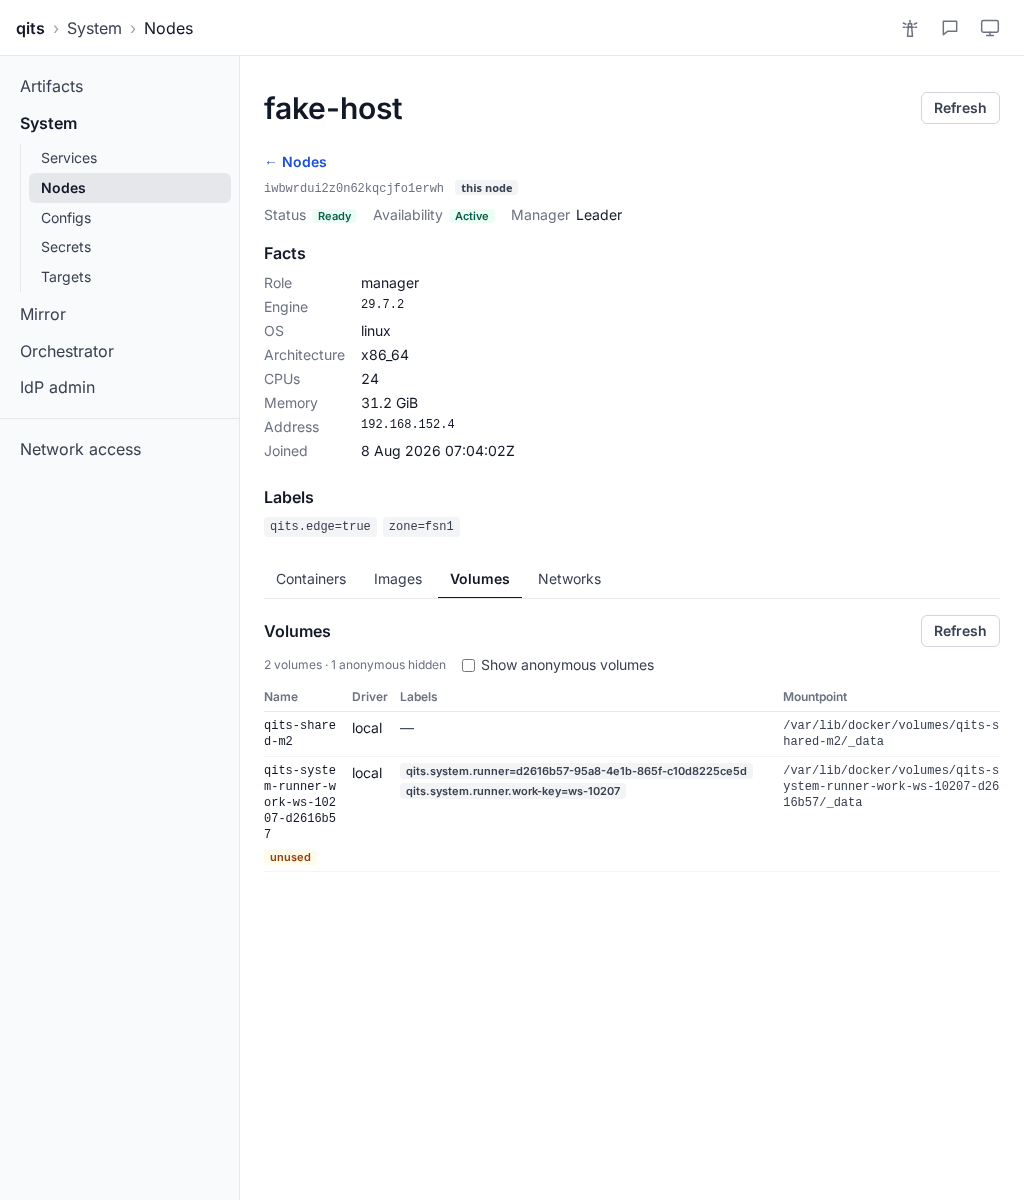 qits › System › Nodes
Artifacts
System
Services
Nodes
Configs
Secrets
Targets
Mirror
Orchestrator
IdP admin
Network access
fake-host
Refresh
← Nodes
iwbwrdui2z0n62kqcjfo1erwh this node
Status Ready Availability Active Manager Leader
Facts
Role manager
Engine 29.7.2
OS linux
Architecture x86_64
CPUs 24
Memory 31.2 GiB
Address 192.168.152.4
Joined 8 Aug 2026 07:04:02Z
Labels
qits.edge=true zone=fsn1
Containers Images Volumes Networks
Volumes
Refresh
2 volumes · 1 anonymous hidden Show anonymous volumes
Name Driver Labels Mountpoint
qits-share
d-m2
local
—
/var/lib/docker/volumes/qits-s
hared-m2/_data
qits-syste
m-runner-w
ork-ws-102
07-d2616b5
7
unused
local
qits.system.runner=d2616b57-95a8-4e1b-865f-c10d8225ce5d
qits.system.runner.work-key=ws-10207
/var/lib/docker/volumes/qits-s
ystem-runner-work-ws-10207-d26
16b57/_data